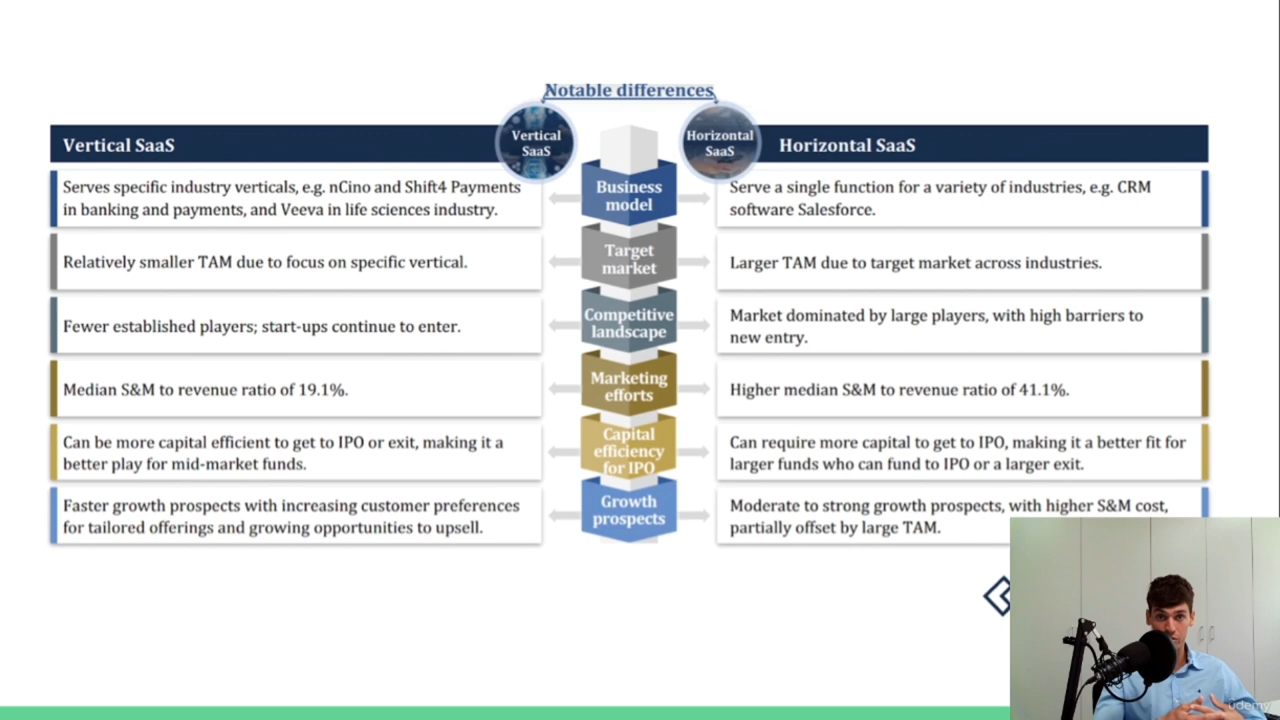 Notable differences
Vertical SaaS
Vertical
SaaS
Horizontal
SaaS
Horizontal SaaS
Serves specific industry verticals, e.g. nCino and Shift4 Payments
in banking and payments, and Veeva in life sciences industry.
Business
model
Serve a single function for a variety of industries, e.g. CRM
software Salesforce.
Relatively smaller TAM due to focus on specific vertical.
Target
market
Larger TAM due to target market across industries.
Fewer established players; start-ups continue to enter.
Competitive
landscape
Market dominated by large players, with high barriers to
new entry.
Median S&M to revenue ratio of 19.1%.
Marketing
efforts
Higher median S&M to revenue ratio of 41.1%.
Can be more capital efficient to get to IPO or exit, making it a
better play for mid-market funds.
Capital
efficiency
for IPO
Can require more capital to get to IPO, making it a better fit for
larger funds who can fund to IPO or a larger exit.
Faster growth prospects with increasing customer preferences
for tailored offerings and growing opportunities to upsell.
Growth
prospects
Moderate to strong growth prospects, with higher S&M cost,
partially offset by large TAM.
udemy